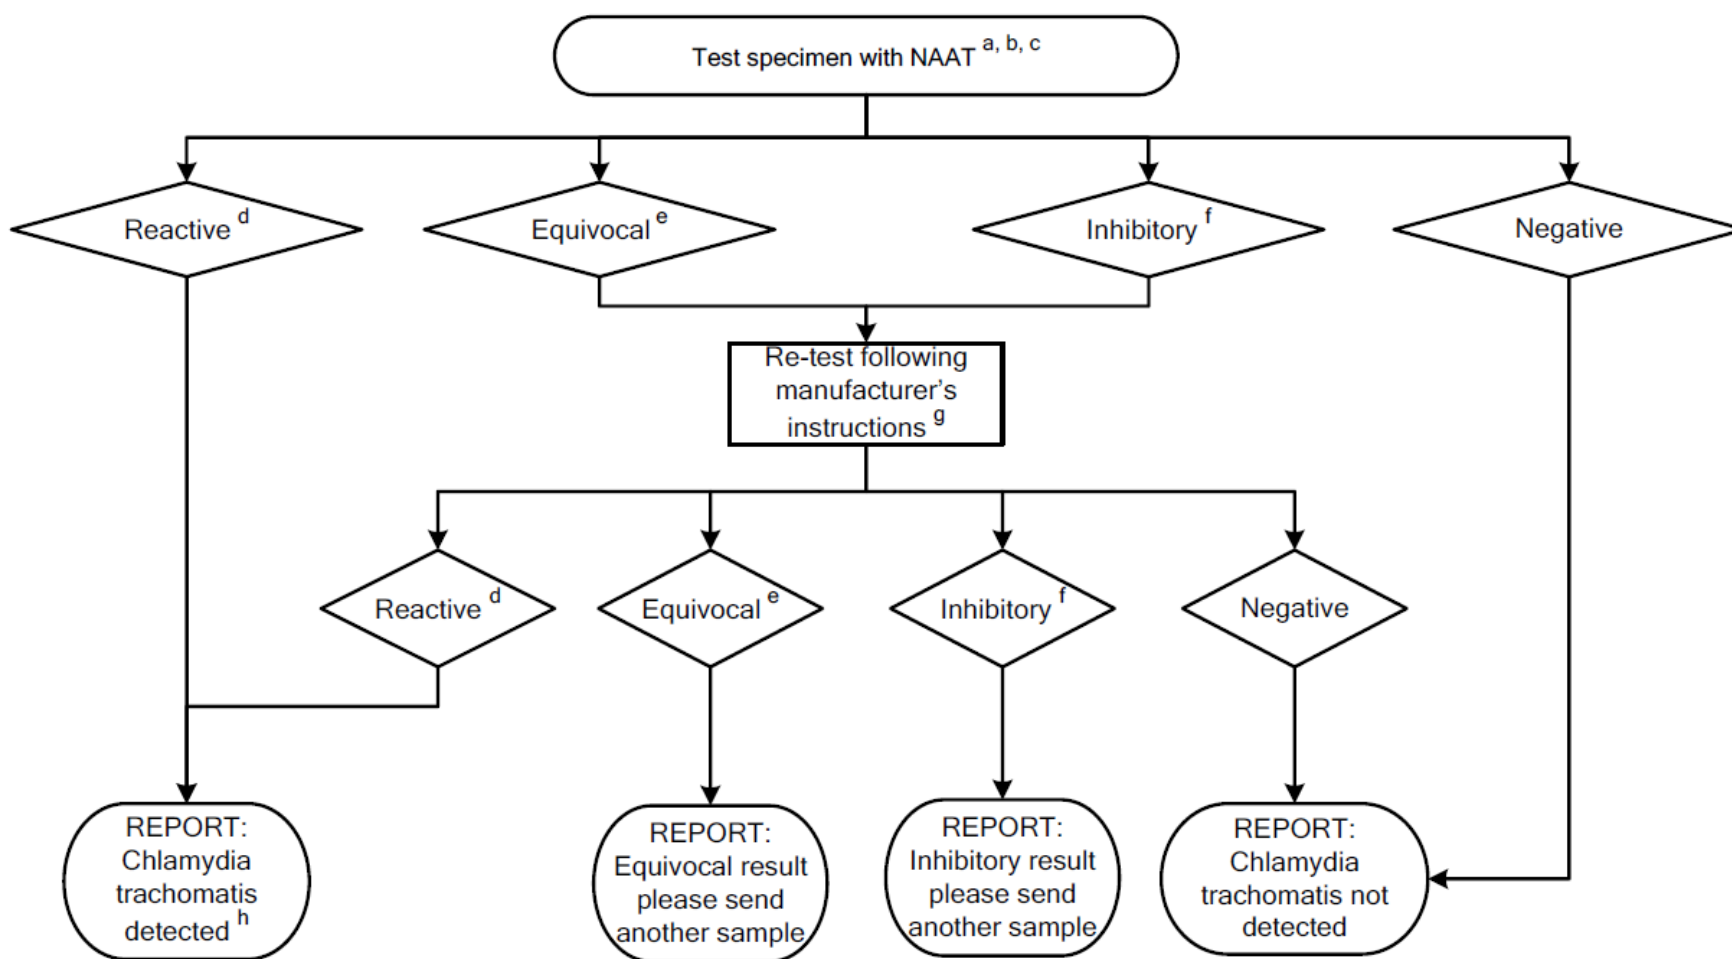 Test specimen with NAAT a, b, c
Reactive d
Equivocal e
Inhibitory f
Negative
Re-test following
manufacturer's
instructions g
Reactive d
Equivocal e
Inhibitory f
Negative
REPORT:
Chlamydia
trachomatis
detected h
REPORT:
Equivocal result
please send
another sample
REPORT:
Inhibitory result
please send
another sample
REPORT:
Chlamydia
trachomatis not
detected